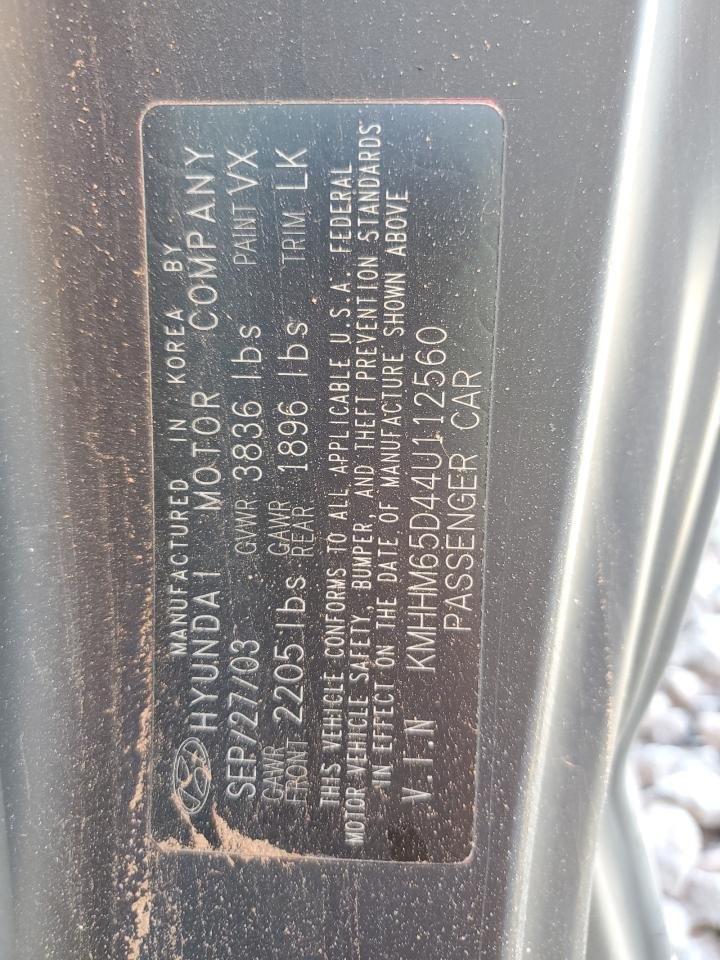 MANUFACTURED IN KOREA BY
HYUNDAI MOTOR COMPANY
SEP/27/03 GVWR 3836 lbs PAINT VX
GAWR FRONT 2205 lbs GAWR REAR 1896 lbs TRIM LK
THIS VEHICLE CONFORMS TO ALL APPLICABLE U.S.A. FEDERAL
MOTOR VEHICLE SAFETY, BUMPER, AND THEFT PREVENTION STANDARDS
IN EFFECT ON THE DATE OF MANUFACTURE SHOWN ABOVE
V.I.N KMHHM65D44U112560
PASSENGER CAR